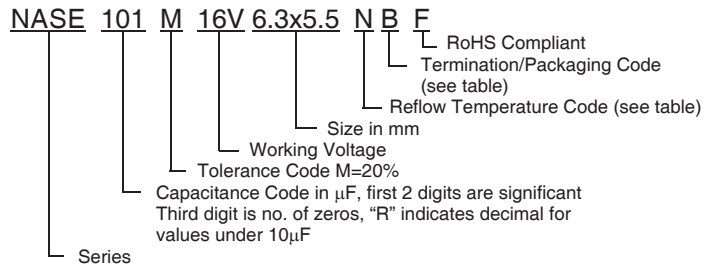 NASE 101 M 16V 6.3x5.5 N B F
RoHS Compliant
Termination/Packaging Code
(see table)
Reflow Temperature Code (see table)
Size in mm
Working Voltage
Tolerance Code M=20%
Capacitance Code in μF, first 2 digits are significant
Third digit is no. of zeros, “R” indicates decimal for
values under 10μF
Series